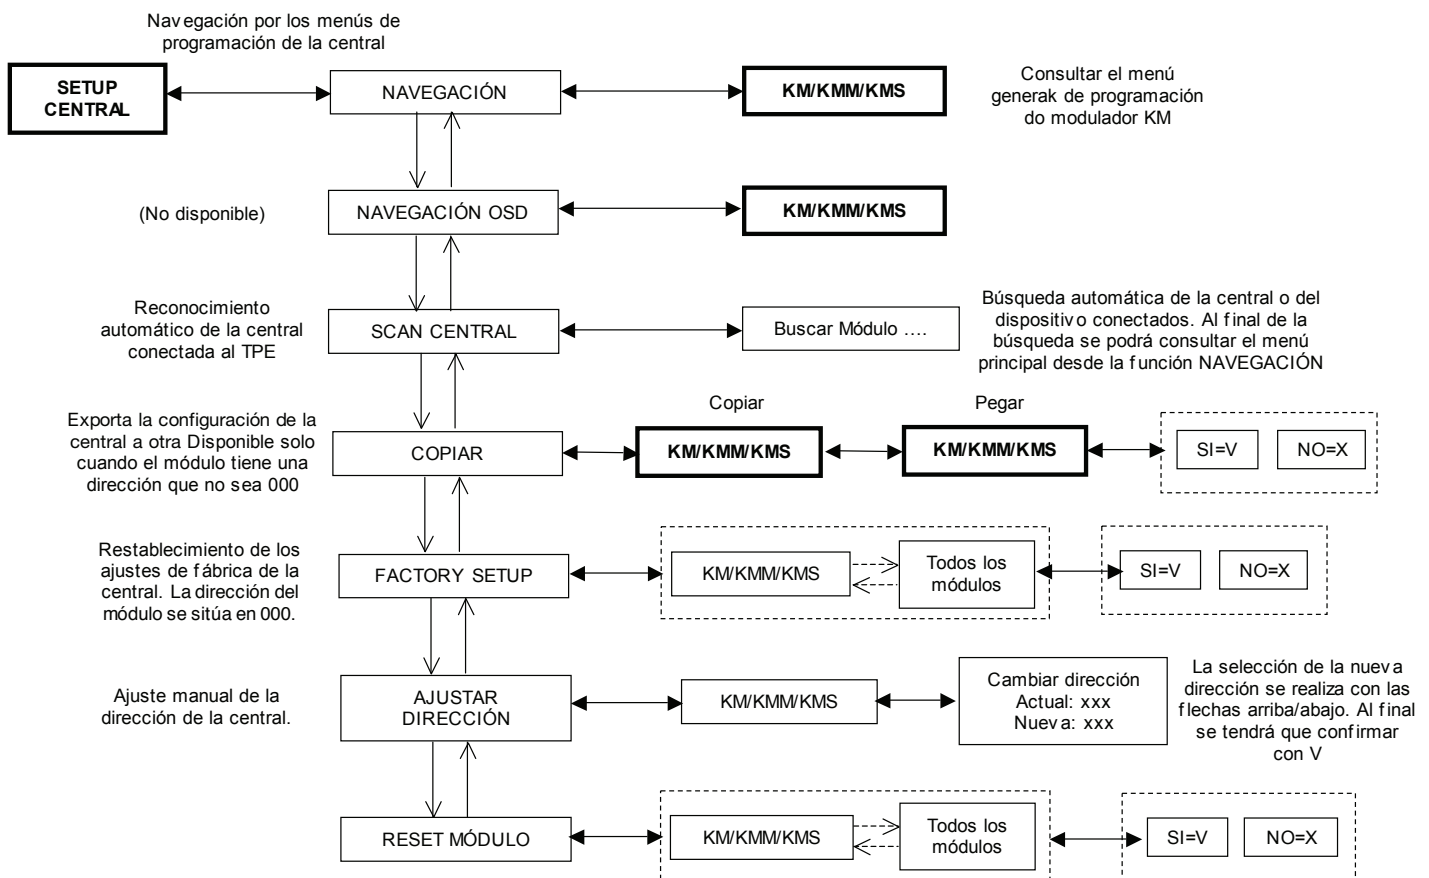 Navegación por los menús de
programación de la central
SETUP
CENTRAL
NAVEGACIÓN
KM/KMM/KMS
Consultar el menú
generak de programación
do modulador KM
(No disponible)
NAVEGACIÓN OSD
KM/KMM/KMS
Reconocimiento
automático de la central
conectada al TPE
SCAN CENTRAL
Buscar Módulo ....
Búsqueda automática de la central o del
dispositivo conectados. Al final de la
búsqueda se podrá consultar el menú
principal desde la función NAVEGACIÓN
Exporta la configuración de la
central a otra Disponible solo
cuando el módulo tiene una
dirección que no sea 000
COPIAR
Copiar
KM/KMM/KMS
Pegar
KM/KMM/KMS
SI=V
NO=X
Restablecimiento de los
ajustes de fábrica de la
central. La dirección del
módulo se sitúa en 000.
FACTORY SETUP
KM/KMM/KMS
Todos los
módulos
SI=V
NO=X
Ajuste manual de la
dirección de la central.
AJUSTAR
DIRECCIÓN
KM/KMM/KMS
Cambiar dirección
Actual: xxx
Nueva: xxx
La selección de la nueva
dirección se realiza con las
flechas arriba/abajo. Al final
se tendrá que confirmar
con V
RESET MÓDULO
KM/KMM/KMS
Todos los
módulos
SI=V
NO=X